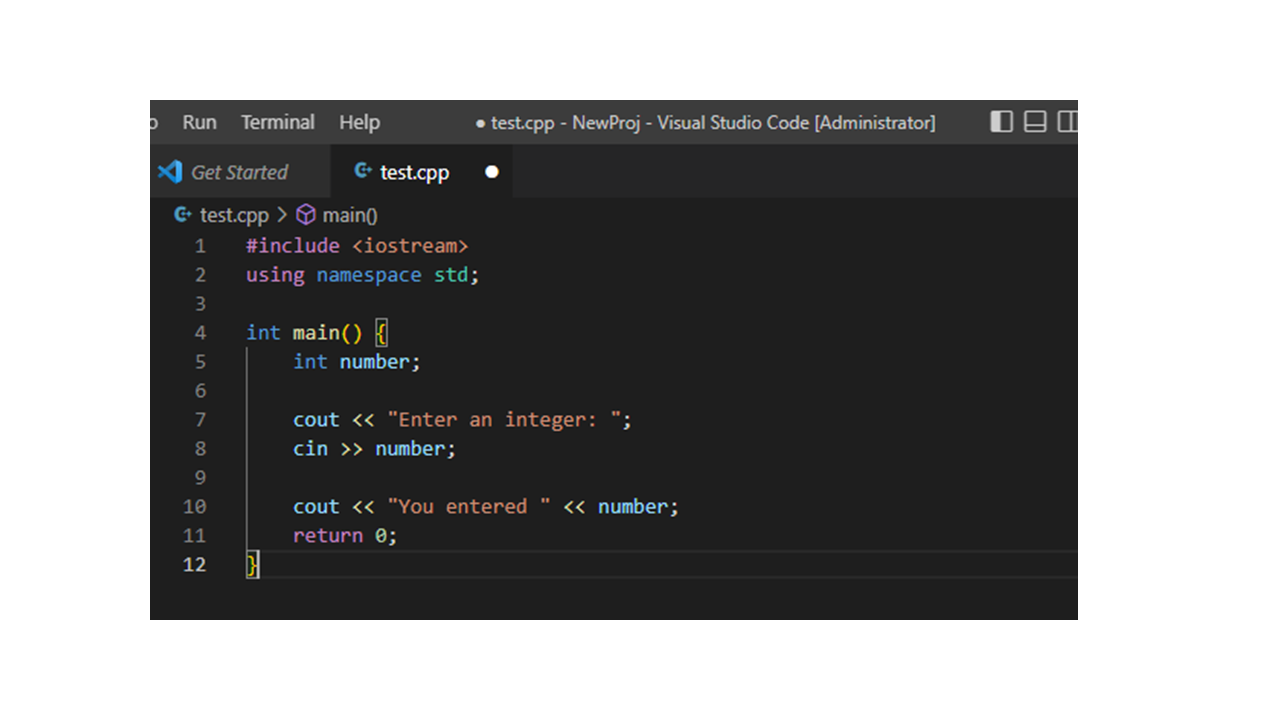 Run Terminal Help ● test.cpp - NewProj - Visual Studio Code [Administrator]
Get Started test.cpp ●
test.cpp > main()
1 #include <iostream>
2 using namespace std;
3
4 int main() {
5     int number;
6
7     cout << "Enter an integer: ";
8     cin >> number;
9
10     cout << "You entered " << number;
11     return 0;
12 }